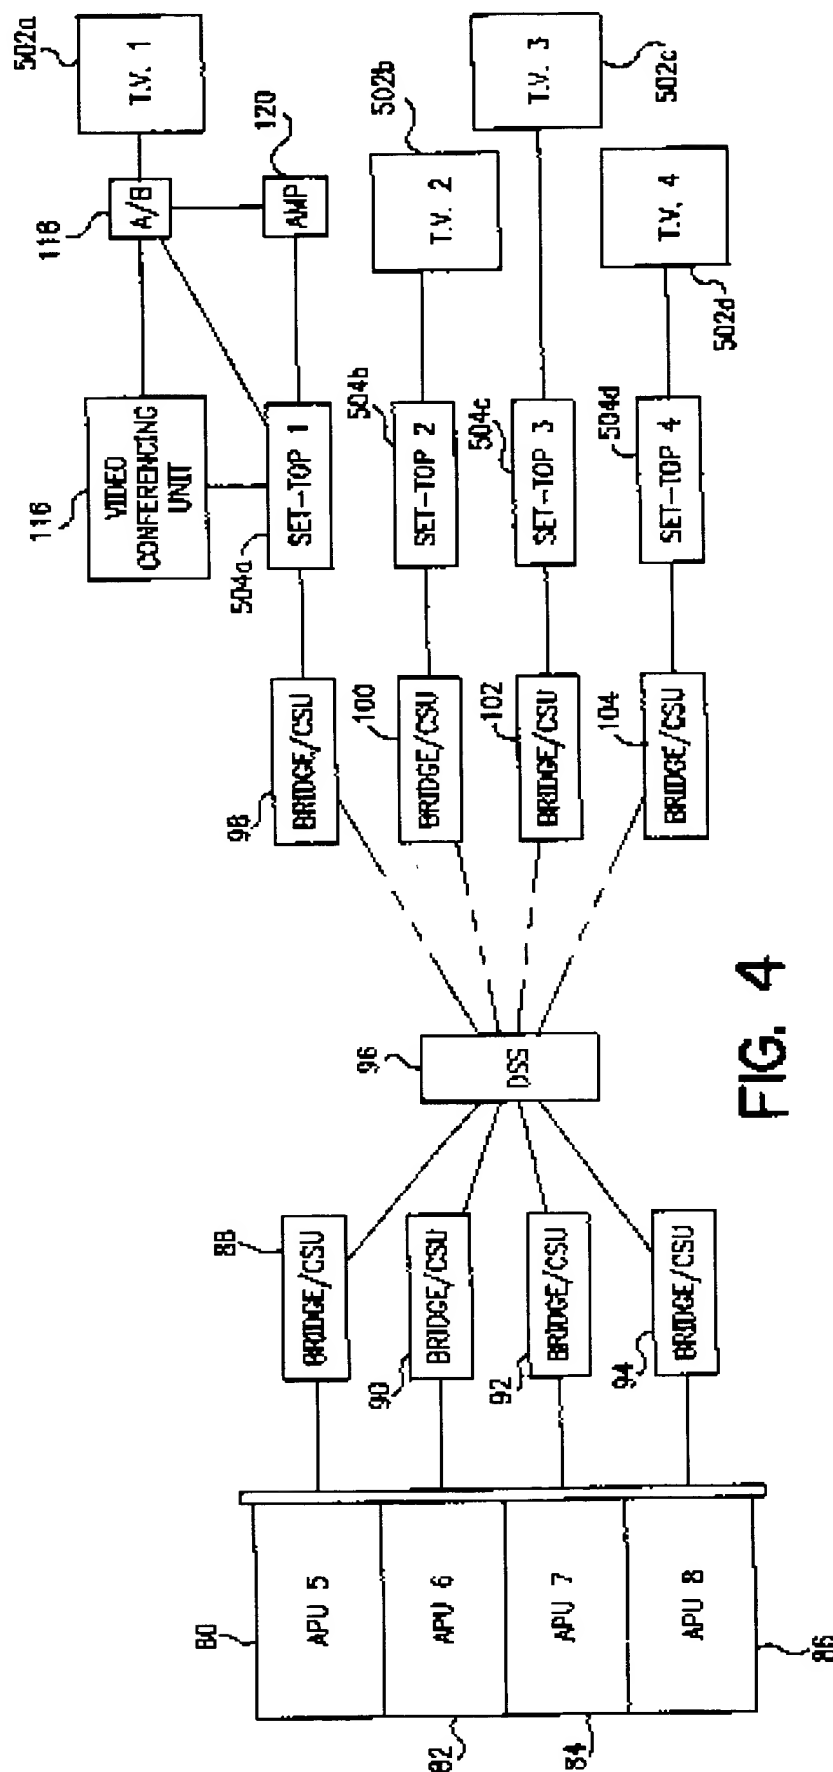 80
APU 5
82
APU 6
84
APU 7
86
APU 8
88
BRIDGE/CSU
90
BRIDGE/CSU
92
BRIDGE/CSU
94
BRIDGE/CSU
96
DSS
98
BRIDGE/CSU
100
BRIDGE/CSU
102
BRIDGE/CSU
104
BRIDGE/CSU
116
VIDEO
CONFERENCING
UNIT
504a
SET-TOP 1
504b
SET-TOP 2
504c
SET-TOP 3
504d
SET-TOP 4
118
A/B
120
AMP
502a
T.V. 1
502b
T.V. 2
502c
T.V. 3
502d
T.V. 4
FIG. 4